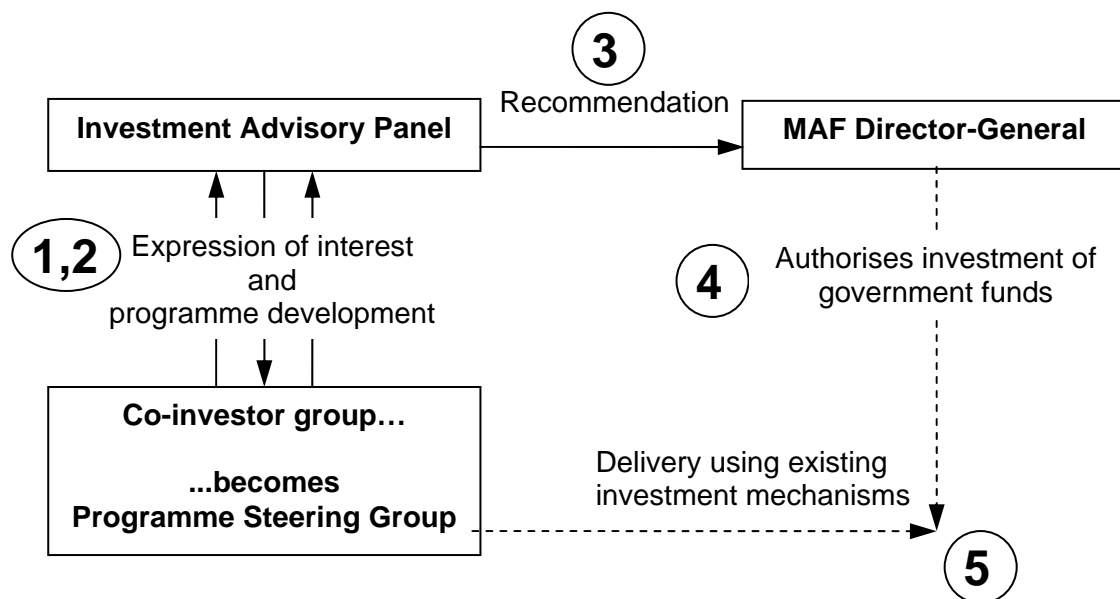 3
Recommendation
Investment Advisory Panel
MAF Director-General
1,2
Expression of interest
and
programme development
4
Authorises investment of
government funds
Co-investor group…
...becomes
Programme Steering Group
Delivery using existing
investment mechanisms
5